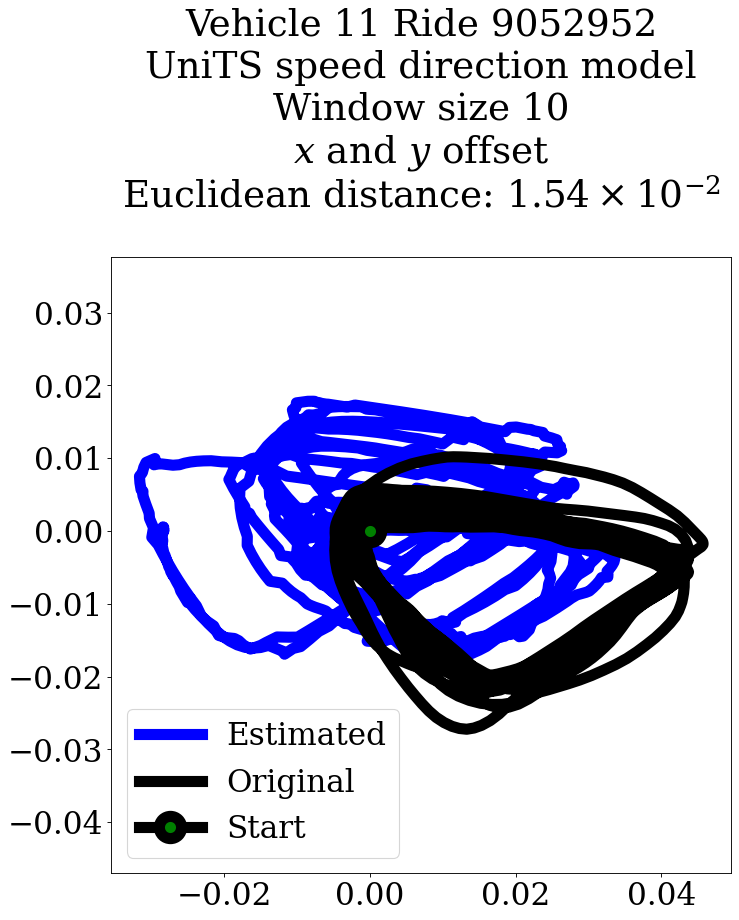 Vehicle 11 Ride 9052952
UniTS speed direction model
Window size 10
x and y offset
Euclidean distance: 1.54 × 10⁻²
0.03
0.02
0.01
0.00
−0.01
−0.02
−0.03
−0.04
Estimated
Original
Start
−0.02 0.00 0.02 0.04